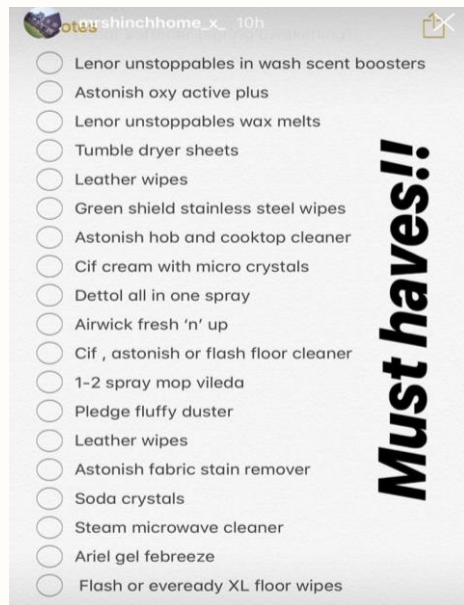 otes
mrshinchhome_x_ 10h
Lenor unstoppables in wash scent boosters
Astonish oxy active plus
Lenor unstoppables wax melts
Tumble dryer sheets
Leather wipes
Green shield stainless steel wipes
Astonish hob and cooktop cleaner
Cif cream with micro crystals
Dettol all in one spray
Airwick fresh ‘n’ up
Cif , astonish or flash floor cleaner
1-2 spray mop vileda
Pledge fluffy duster
Leather wipes
Astonish fabric stain remover
Soda crystals
Steam microwave cleaner
Ariel gel febreeze
Flash or eveready XL floor wipes
Must haves!!